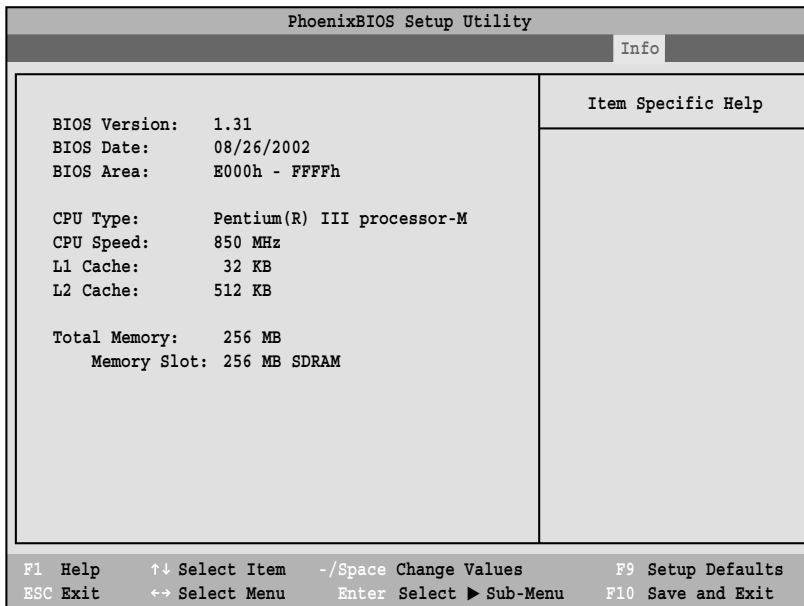 PhoenixBIOS Setup Utility
Info
Item Specific Help
BIOS Version: 1.31
BIOS Date: 08/26/2002
BIOS Area: E000h - FFFFh
CPU Type: Pentium(R) III processor-M
CPU Speed: 850 MHz
L1 Cache: 32 KB
L2 Cache: 512 KB
Total Memory: 256 MB
Memory Slot: 256 MB SDRAM
F1 Help ↑↓ Select Item -/Space Change Values F9 Setup Defaults
ESC Exit ←→ Select Menu Enter Select ▶ Sub-Menu F10 Save and Exit